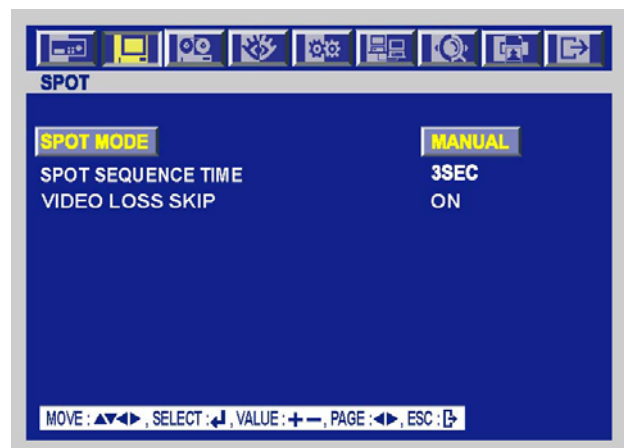 SPOT
SPOT MODE MANUAL
SPOT SEQUENCE TIME 3SEC
VIDEO LOSS SKIP ON
MOVE : ▲▼◀▶ , SELECT : ↲ , VALUE : + − , PAGE : ◀▶ , ESC :